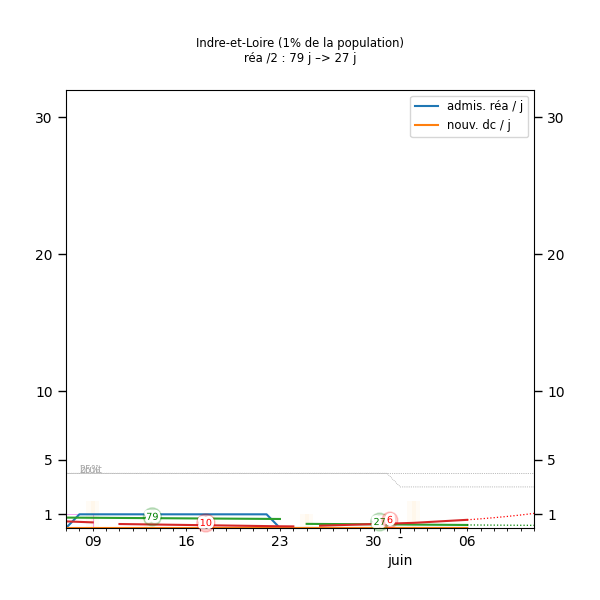 Indre-et-Loire (1% de la population)
réa /2 : 79 j –> 27 j
admis. réa / j
nouv. dc / j
30 30
20 20
10 10
5 5
25%
1 1
79
10
27 6
09 16 23 30 - 06
juin